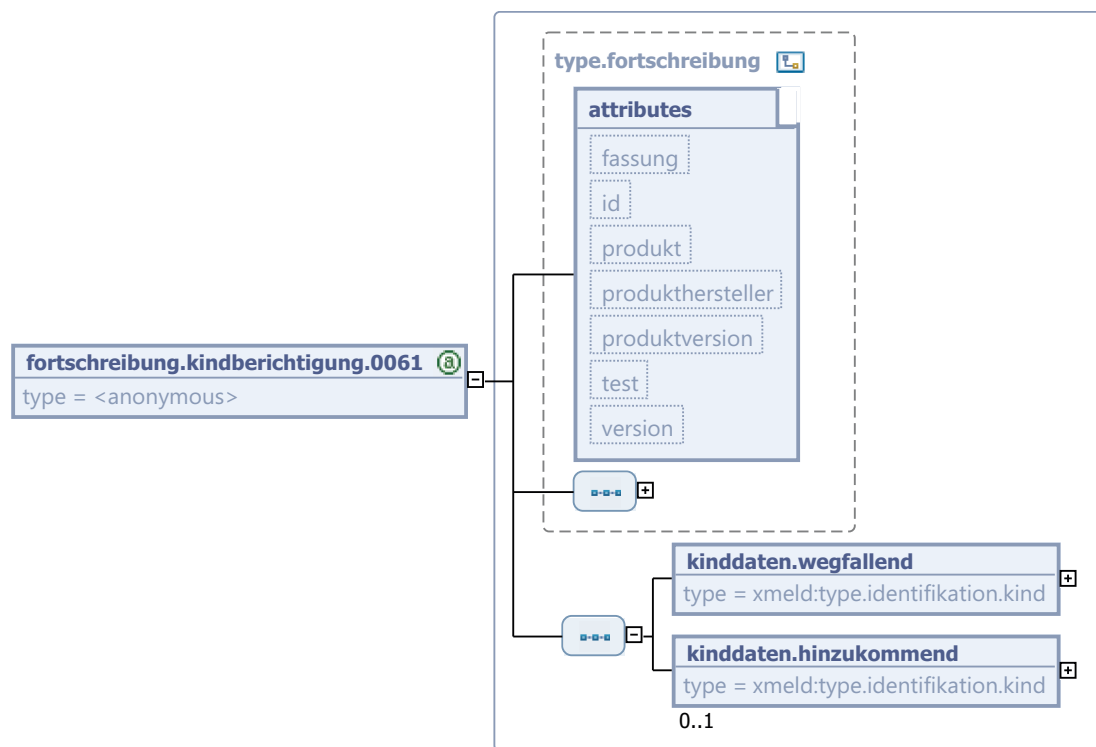 type.fortschreibung
attributes
fassung
id
produkt
produkthersteller
produktversion
test
version
fortschreibung.kindberichtigung.0061 @
type = <anonymous>
kinddaten.wegfallend
type = xmeld:type.identifikation.kind
kinddaten.hinzukommend
type = xmeld:type.identifikation.kind
0..1